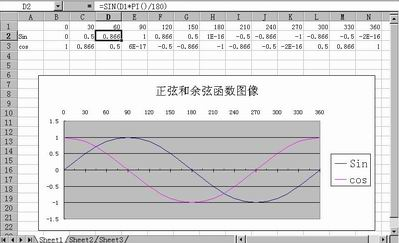 D2 =SIN(D1*PI()/180)
A B C D E F G H I J K L M N
1 0 30 60 90 120 150 180 210 240 270 300 330 360
2 Sin 0 0.5 0.866 1 0.866 0.5 1E-16 -0.5 -0.866 -1 -0.866 -0.5 -2E-16
3 cos 1 0.866 0.5 6E-17 -0.5 -0.866 -1 -0.866 -0.5 -2E-16 0.5 0.866 1
4
5
6
7
8
9
10
11
12
13
14
15
16
17
18
19
20
21
22
正弦和余弦函数图像
0 30 60 90 120 150 180 210 240 270 300 330 360
1.5
1
0.5
0
-0.5
-1
-1.5
Sin
cos
Sheet1 Sheet2 Sheet3